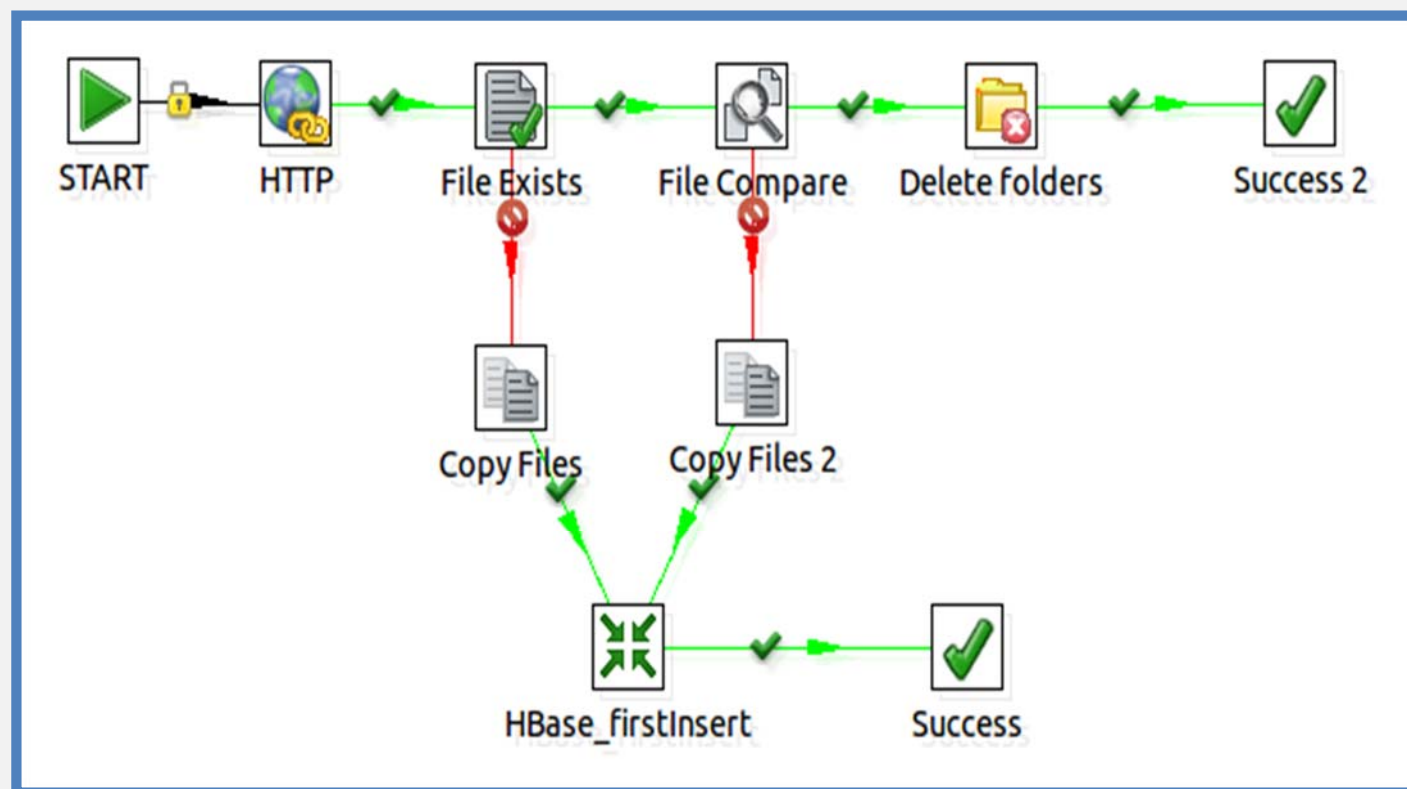 START
HTTP
File Exists
File Compare
Delete folders
Success 2
Copy Files
Copy Files 2
HBase_firstInsert
Success